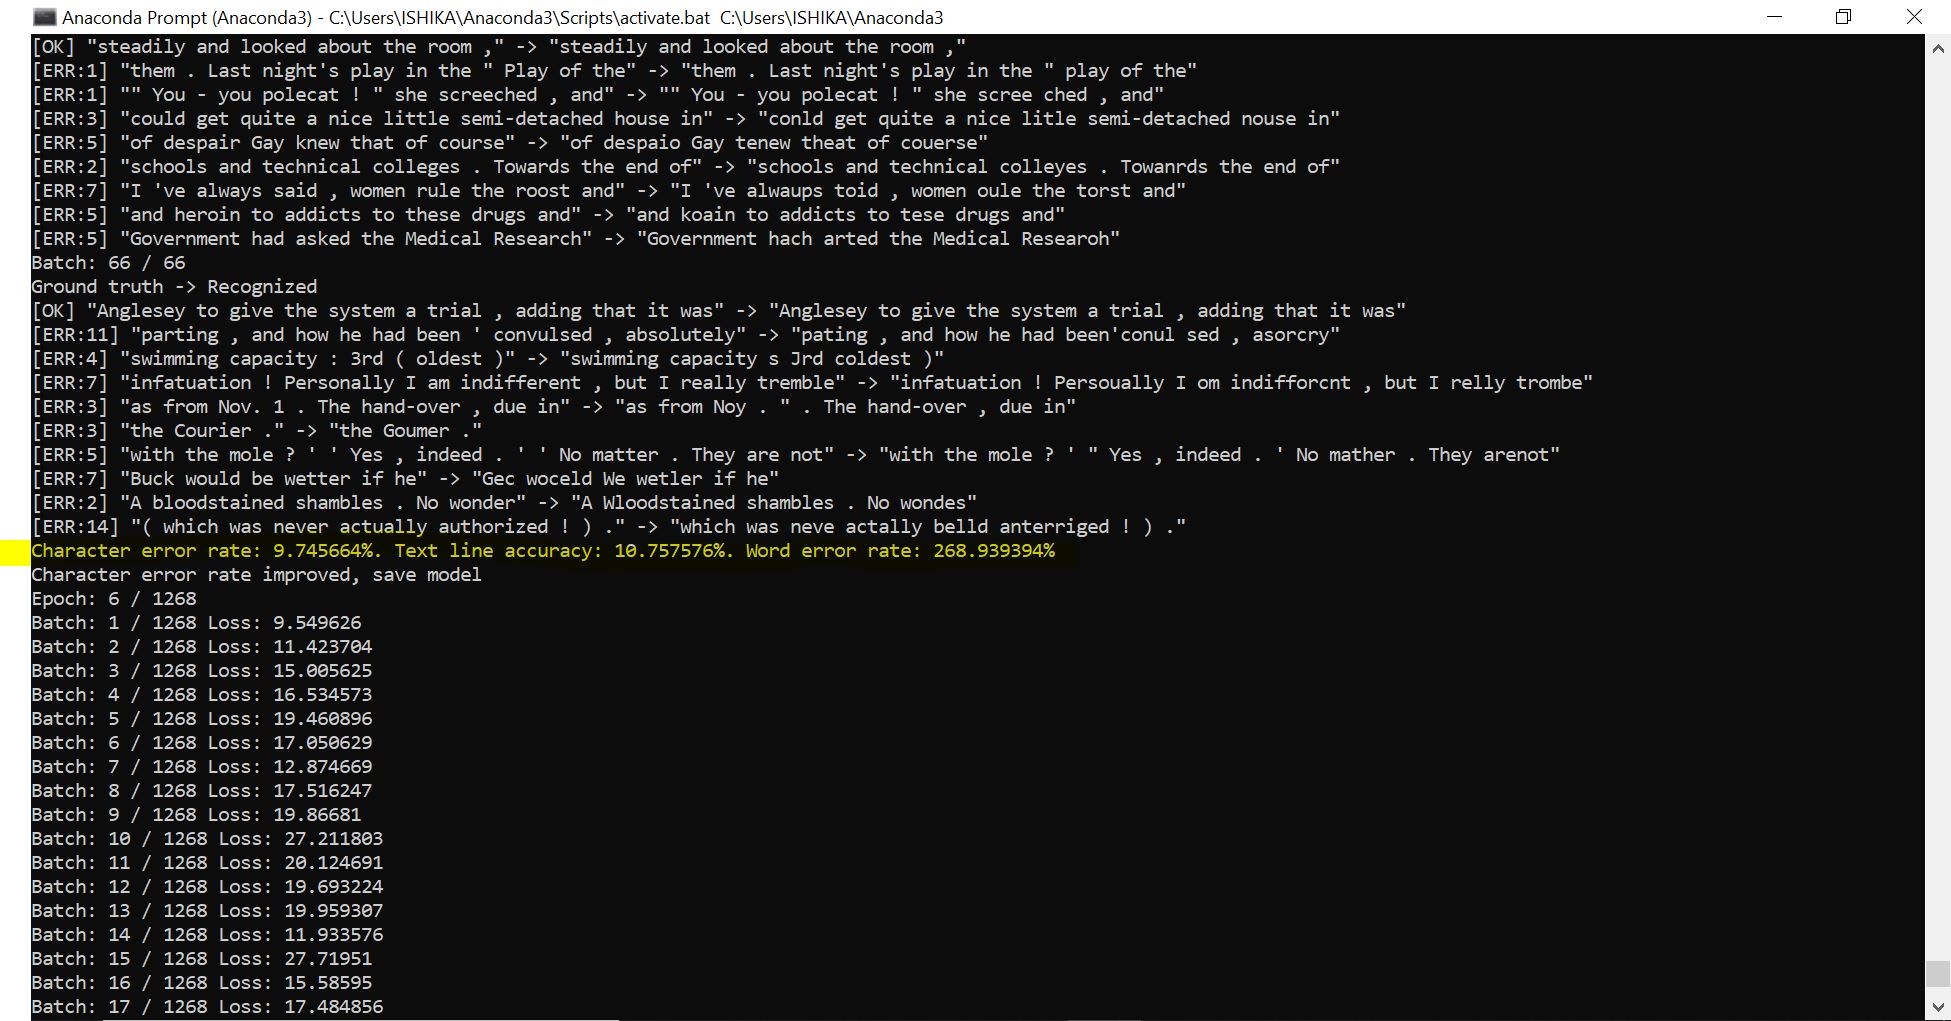 Anaconda Prompt (Anaconda3) - C:\Users\ISHIKA\Anaconda3\Scripts\activate.bat  C:\Users\ISHIKA\Anaconda3
[OK] "steadily and looked about the room ," -> "steadily and looked about the room ,"
[ERR:1] "them . Last night's play in the " Play of the" -> "them . Last night's play in the " play of the"
[ERR:1] "" You - you polecat ! " she screeched , and" -> "" You - you polecat ! " she scree ched , and"
[ERR:3] "could get quite a nice little semi-detached house in" -> "conld get quite a nice litle semi-detached nouse in"
[ERR:5] "of despair Gay knew that of course" -> "of despaio Gay tenew theat of couerse"
[ERR:2] "schools and technical colleges . Towards the end of" -> "schools and technical colleyes . Towanrds the end of"
[ERR:7] "I 've always said , women rule the roost and" -> "I 've alwaups toid , women oule the torst and"
[ERR:5] "and heroin to addicts to these drugs and" -> "and koain to addicts to tese drugs and"
[ERR:5] "Government had asked the Medical Research" -> "Government hach arted the Medical Researoh"
Batch: 66 / 66
Ground truth -> Recognized
[OK] "Anglesey to give the system a trial , adding that it was" -> "Anglesey to give the system a trial , adding that it was"
[ERR:11] "parting , and how he had been ' convulsed , absolutely" -> "pating , and how he had been'conul sed , asorcry"
[ERR:4] "swimming capacity : 3rd ( oldest )" -> "swimming capacity s Jrd coldest )"
[ERR:7] "infatuation ! Personally I am indifferent , but I really tremble" -> "infatuation ! Persoually I om indifforcnt , but I relly trombe"
[ERR:3] "as from Nov. 1 . The hand-over , due in" -> "as from Noy . " . The hand-over , due in"
[ERR:3] "the Courier ." -> "the Goumer ."
[ERR:5] "with the mole ? ' ' Yes , indeed . ' ' No matter . They are not" -> "with the mole ? ' " Yes , indeed . ' No mather . They arenot"
[ERR:7] "Buck would be wetter if he" -> "Gec woceld We wetler if he"
[ERR:2] "A bloodstained shambles . No wonder" -> "A Wloodstained shambles . No wondes"
[ERR:14] "( which was never actually authorized ! ) ." -> "which was neve actally belld anterriged ! ) ."
Character error rate: 9.745664%. Text line accuracy: 10.757576%. Word error rate: 268.939394%
Character error rate improved, save model
Epoch: 6 / 1268
Batch: 1 / 1268 Loss: 9.549626
Batch: 2 / 1268 Loss: 11.423704
Batch: 3 / 1268 Loss: 15.005625
Batch: 4 / 1268 Loss: 16.534573
Batch: 5 / 1268 Loss: 19.460896
Batch: 6 / 1268 Loss: 17.050629
Batch: 7 / 1268 Loss: 12.874669
Batch: 8 / 1268 Loss: 17.516247
Batch: 9 / 1268 Loss: 19.86681
Batch: 10 / 1268 Loss: 27.211803
Batch: 11 / 1268 Loss: 20.124691
Batch: 12 / 1268 Loss: 19.693224
Batch: 13 / 1268 Loss: 19.959307
Batch: 14 / 1268 Loss: 11.933576
Batch: 15 / 1268 Loss: 27.71951
Batch: 16 / 1268 Loss: 15.58595
Batch: 17 / 1268 Loss: 17.484856